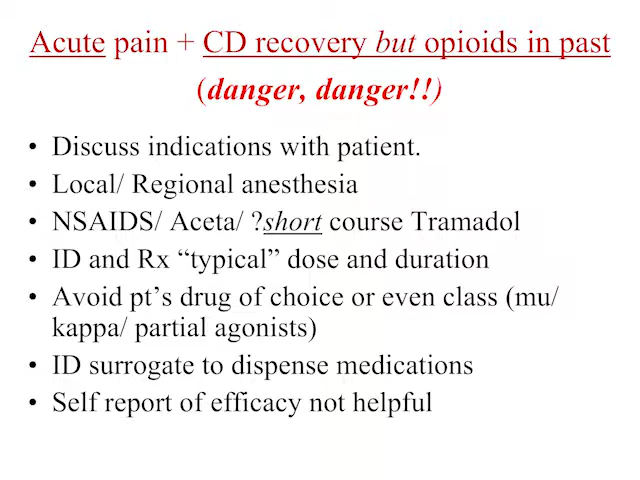 Acute pain + CD recovery but opioids in past
(danger, danger!!)
• Discuss indications with patient.
• Local/ Regional anesthesia
• NSAIDS/ Aceta/ ?short course Tramadol
• ID and Rx “typical” dose and duration
• Avoid pt’s drug of choice or even class (mu/
kappa/ partial agonists)
• ID surrogate to dispense medications
• Self report of efficacy not helpful